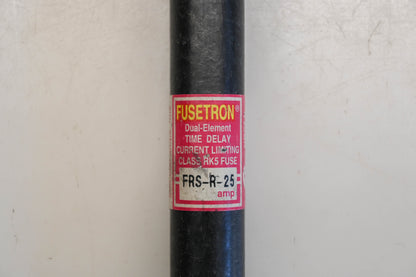 FUSETRON®
Dual-Element
TIME DELAY
CURRENT LIMITING
CLASS RK5 FUSE
FRS-R-25
amp